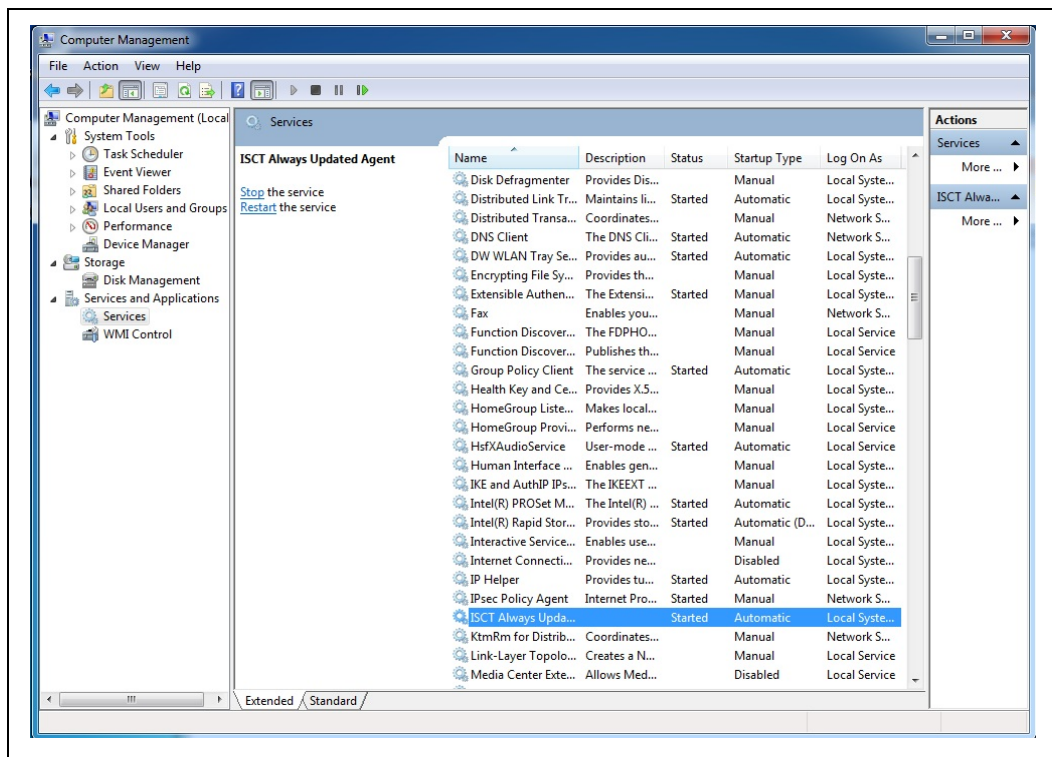 Computer Management
File Action View Help
Computer Management (Local
System Tools
Task Scheduler
Event Viewer
Shared Folders
Local Users and Groups
Performance
Device Manager
Storage
Disk Management
Services and Applications
Services
WMI Control
Services
ISCT Always Updated Agent
Stop the service
Restart the service
Name Description Status Startup Type Log On As
Disk Defragmenter Provides Dis... Manual Local Syste...
Distributed Link Tr... Maintains li... Started Automatic Local Syste...
Distributed Transa... Coordinates... Manual Network S...
DNS Client The DNS Cli... Started Automatic Network S...
DW WLAN Tray Se... Provides au... Started Automatic Local Syste...
Encrypting File Sy... Provides th... Manual Local Syste...
Extensible Authen... The Extensi... Started Manual Local Syste...
Fax Enables you... Manual Network S...
Function Discover... The FDPHO... Manual Local Service
Function Discover... Publishes th... Manual Local Service
Group Policy Client The service ... Started Automatic Local Syste...
Health Key and Ce... Provides X.5... Manual Local Syste...
HomeGroup Liste... Makes local... Manual Local Syste...
HomeGroup Provi... Performs ne... Manual Local Service
HsfXAudioService User-mode ... Started Automatic Local Service
Human Interface ... Enables gen... Manual Local Syste...
IKE and AuthIP IPs... The IKEEXT ... Manual Local Syste...
Intel(R) PROSet M... The Intel(R) ... Started Automatic Local Syste...
Intel(R) Rapid Stor... Provides sto... Started Automatic (D... Local Syste...
Interactive Service... Enables use... Manual Local Syste...
Internet Connecti... Provides ne... Disabled Local Syste...
IP Helper Provides tu... Started Automatic Local Syste...
IPsec Policy Agent Internet Pro... Started Manual Network S...
ISCT Always Upda... Started Automatic Local Syste...
KtmRm for Distrib... Coordinates... Manual Network S...
Link-Layer Topolo... Creates a N... Manual Local Service
Media Center Exte... Allows Med... Disabled Local Service
Extended Standard
Actions
Services
More ...
ISCT Alwa...
More ...